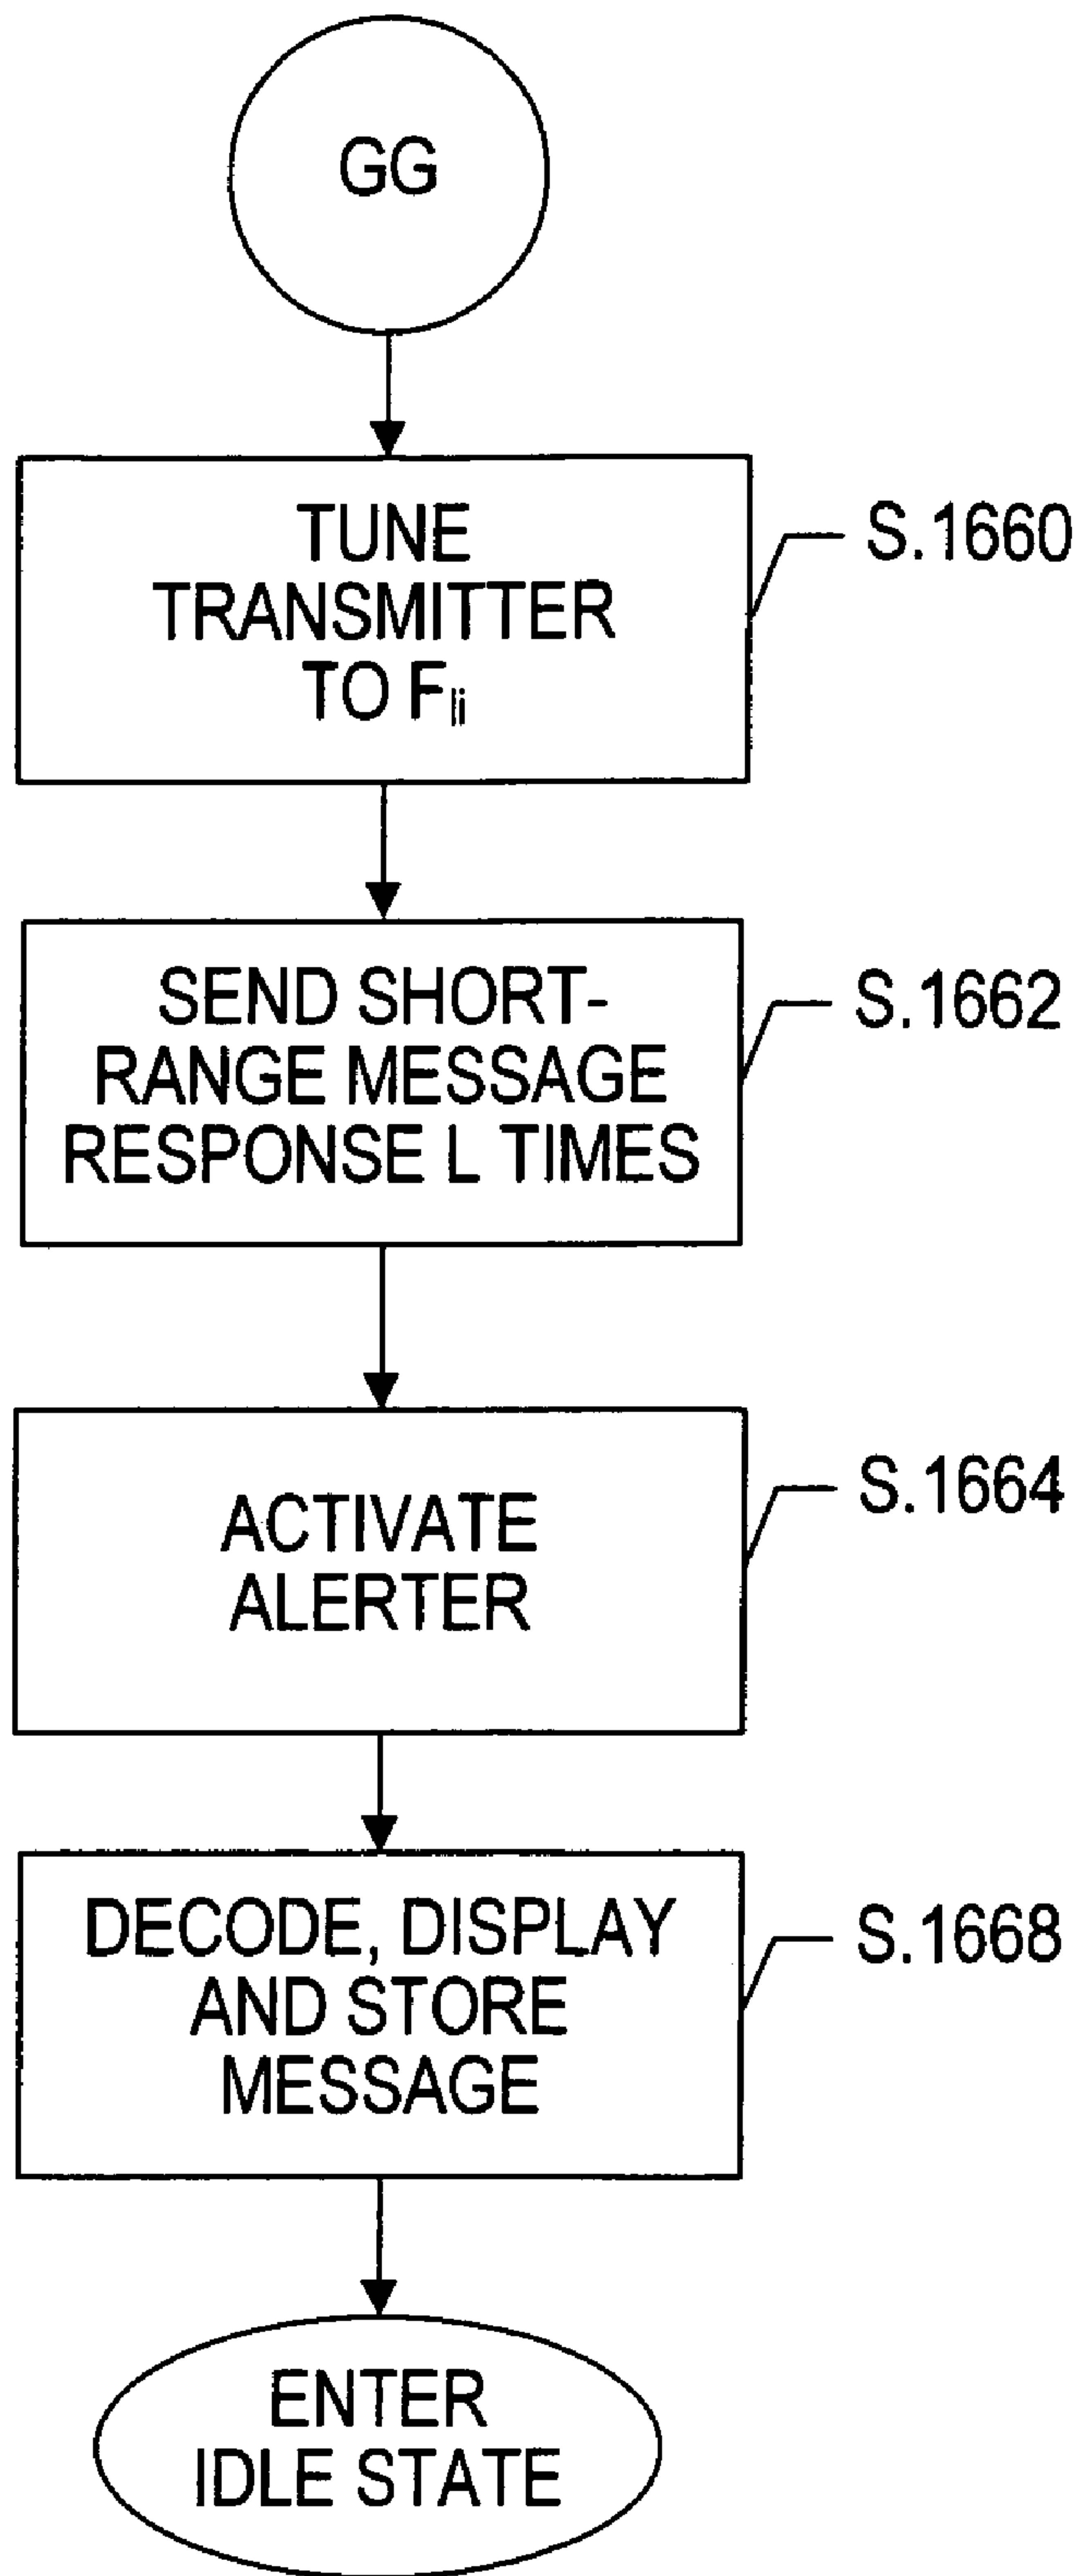 GG
TUNE
TRANSMITTER
TO Fli
S.1660
SEND SHORT-
RANGE MESSAGE
RESPONSE L TIMES
S.1662
ACTIVATE
ALERTER
S.1664
DECODE, DISPLAY
AND STORE
MESSAGE
S.1668
ENTER
IDLE STATE